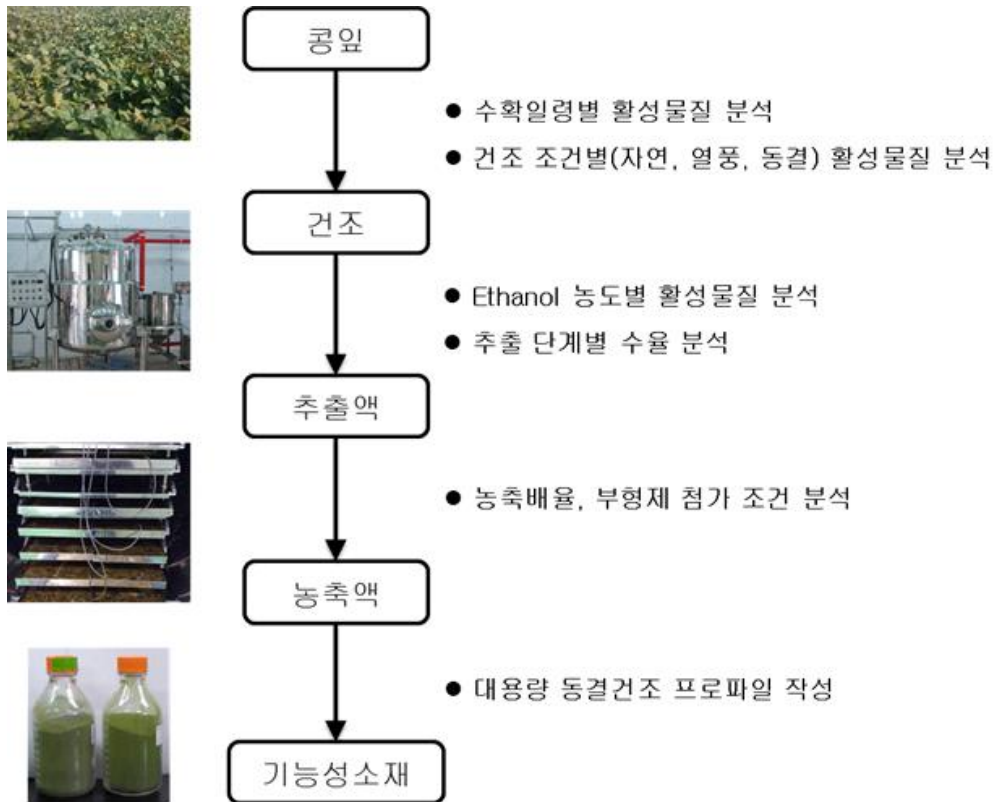 콩잎
● 수확일령별 활성물질 분석
● 건조 조건별(자연, 열풍, 동결) 활성물질 분석
건조
● Ethanol 농도별 활성물질 분석
● 추출 단계별 수율 분석
추출액
● 농축배율, 부형제 첨가 조건 분석
농축액
● 대용량 동결건조 프로파일 작성
기능성소재